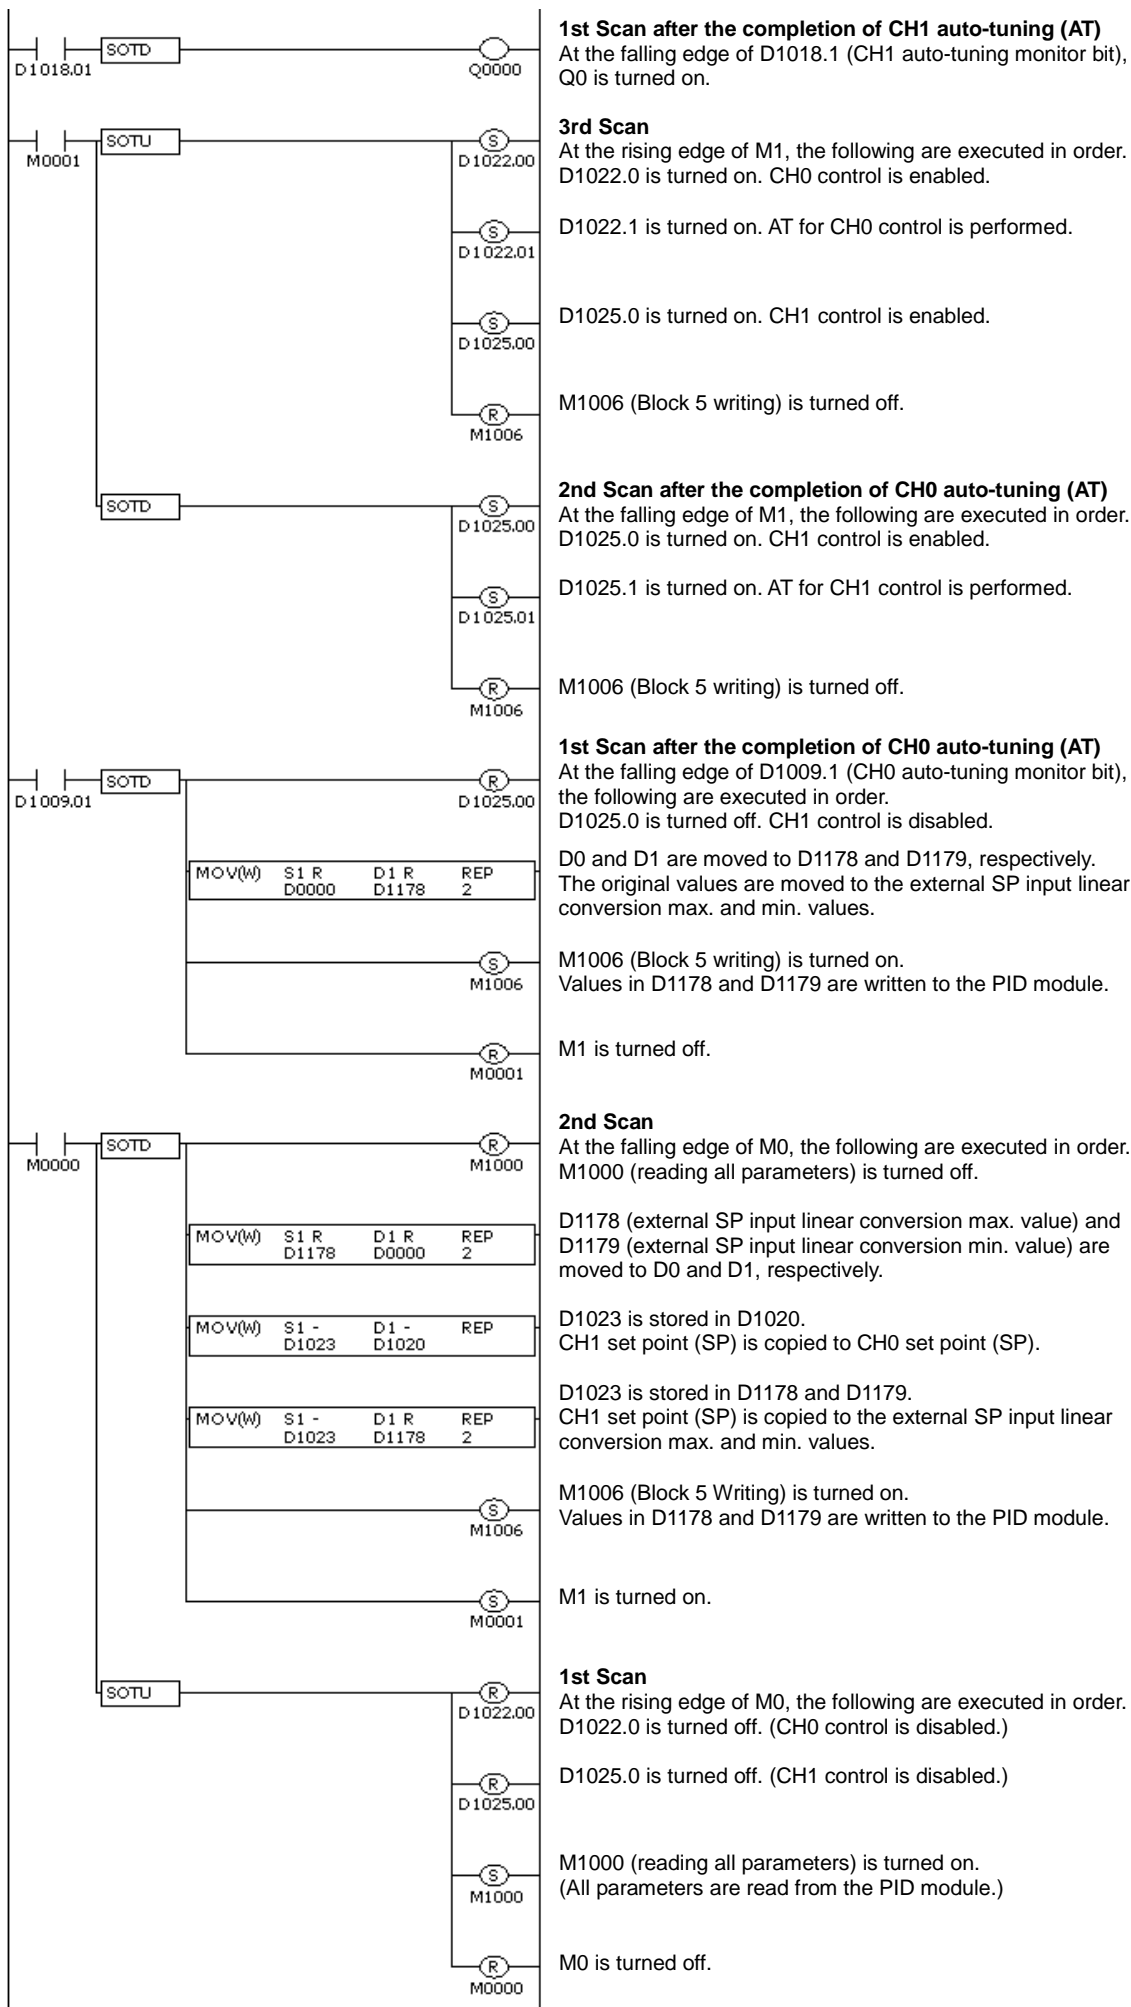 1st Scan after the completion of CH1 auto-tuning (AT)
SOTD
At the falling edge of D1018.1 (CH1 auto-tuning monitor bit),
D1018.01
Q0000
Q0 is turned on.
3rd Scan
SOTU
S
At the rising edge of M1, the following are executed in order.
M0001
D1022.00
D1022.0 is turned on. CH0 control is enabled.
S
D1022.1 is turned on. AT for CH0 control is performed.
D1022.01
S
D1025.0 is turned on. CH1 control is enabled.
D1025.00
R
M1006 (Block 5 writing) is turned off.
M1006
2nd Scan after the completion of CH0 auto-tuning (AT)
SOTD
S
At the falling edge of M1, the following are executed in order.
D1025.00
D1025.0 is turned on. CH1 control is enabled.
S
D1025.1 is turned on. AT for CH1 control is performed.
D1025.01
R
M1006 (Block 5 writing) is turned off.
M1006
1st Scan after the completion of CH0 auto-tuning (AT)
SOTD
R
At the falling edge of D1009.1 (CH0 auto-tuning monitor bit),
D1009.01
D1025.00
the following are executed in order.
D1025.0 is turned off. CH1 control is disabled.
MOV(W) S1 R D1 R REP
D0000 D1178 2
D0 and D1 are moved to D1178 and D1179, respectively.
The original values are moved to the external SP input linear
conversion max. and min. values.
S
M1006 (Block 5 writing) is turned on.
M1006
Values in D1178 and D1179 are written to the PID module.
R
M1 is turned off.
M0001
2nd Scan
SOTD
R
At the falling edge of M0, the following are executed in order.
M0000
M1000
M1000 (reading all parameters) is turned off.
MOV(W) S1 R D1 R REP
D1178 D0000 2
D1178 (external SP input linear conversion max. value) and
D1179 (external SP input linear conversion min. value) are
moved to D0 and D1, respectively.
MOV(W) S1 - D1 - REP
D1023 D1020
D1023 is stored in D1020.
CH1 set point (SP) is copied to CH0 set point (SP).
MOV(W) S1 - D1 R REP
D1023 D1178 2
D1023 is stored in D1178 and D1179.
CH1 set point (SP) is copied to the external SP input linear
conversion max. and min. values.
S
M1006 (Block 5 Writing) is turned on.
M1006
Values in D1178 and D1179 are written to the PID module.
S
M1 is turned on.
M0001
1st Scan
SOTU
R
At the rising edge of M0, the following are executed in order.
D1022.00
D1022.0 is turned off. (CH0 control is disabled.)
R
D1025.0 is turned off. (CH1 control is disabled.)
D1025.00
S
M1000 (reading all parameters) is turned on.
M1000
(All parameters are read from the PID module.)
R
M0 is turned off.
M0000